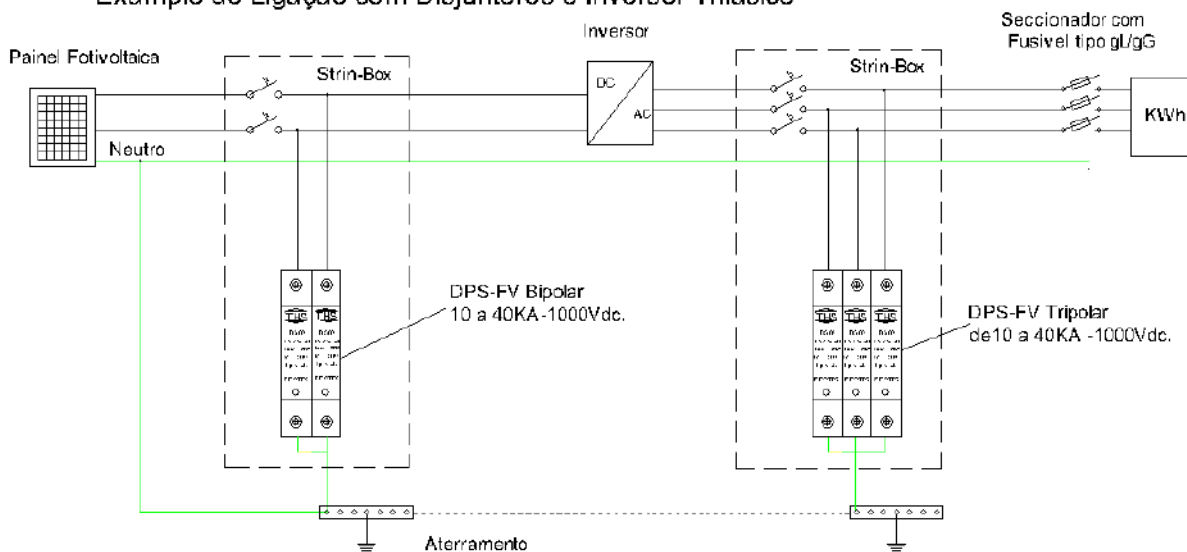 Exemplo de Ligação com Disjuntores e Inversor Trifásico
Seccionador com
Fusivel tipo gL/gG
Inversor
Painel Fotivoltaica
Strin-Box
Strin-Box
DC
AC
KWh
Neutro
DPS-FV Bipolar
10 a 40KA -1000Vdc.
DPS-FV Tripolar
de10 a 40KA -1000Vdc.
Aterramento